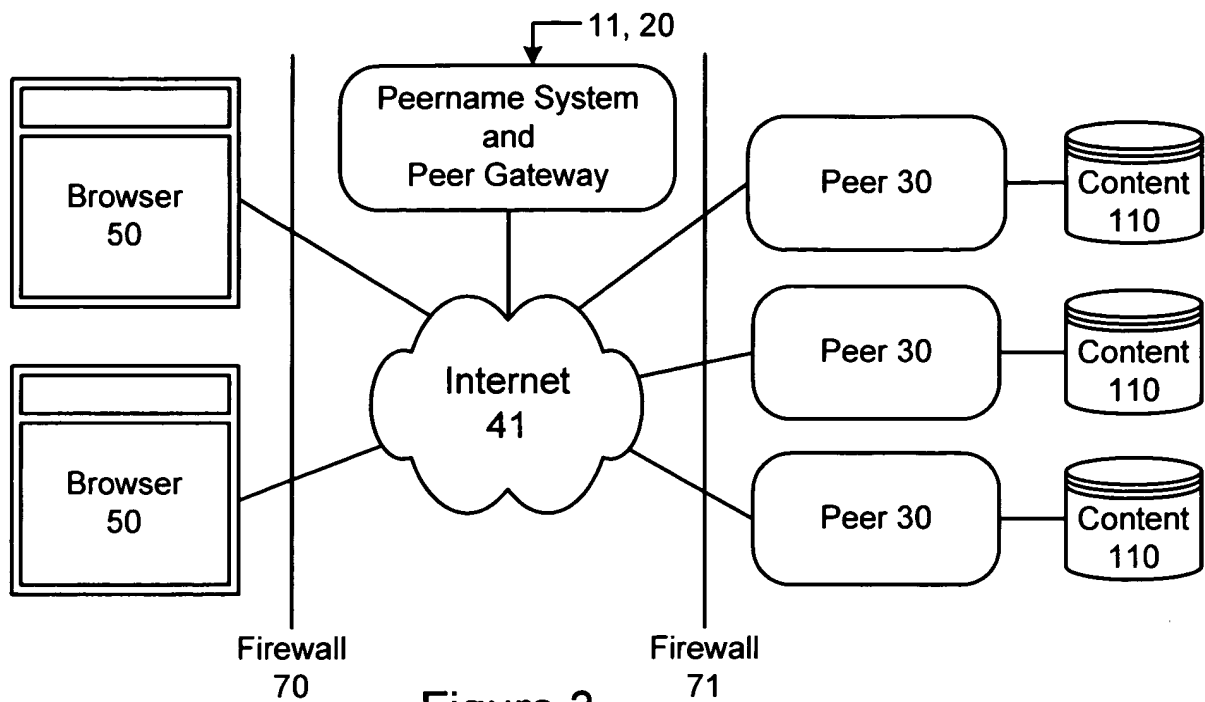 11, 20
Peername System
and
Peer Gateway
Browser
50
Browser
50
Internet
41
Peer 30
Content
110
Peer 30
Content
110
Peer 30
Content
110
Firewall
70
Firewall
71